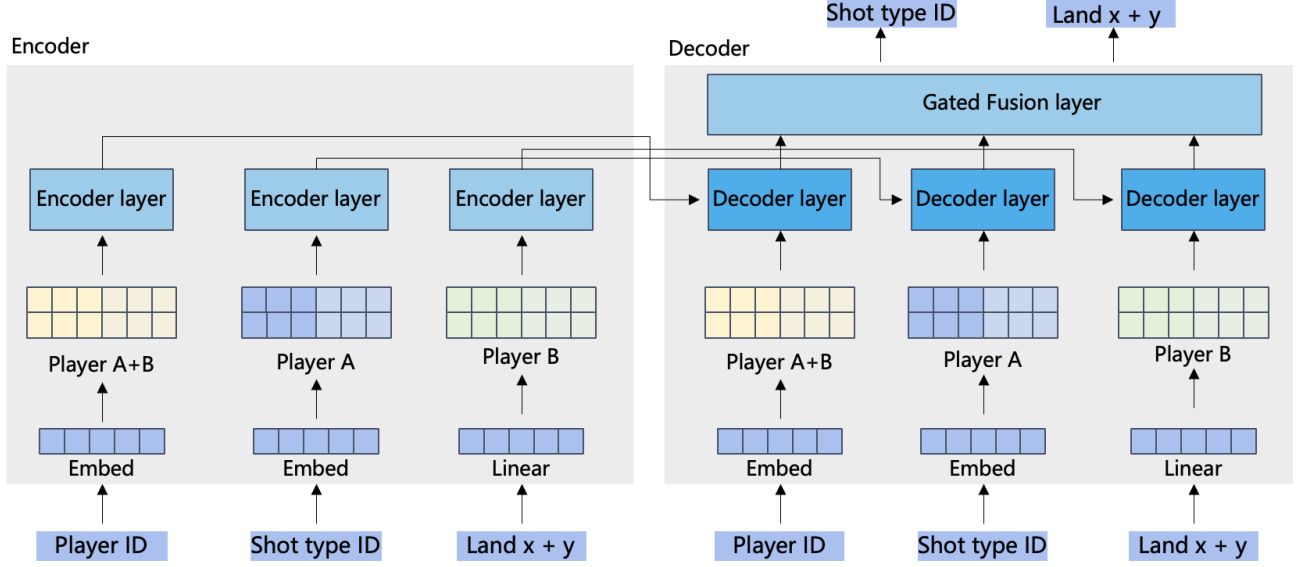 Shot type ID
Land x + y
Encoder
Decoder
Gated Fusion layer
Encoder layer
Encoder layer
Encoder layer
Decoder layer
Decoder layer
Decoder layer
Player A+B
Player A
Player B
Player A+B
Player A
Player B
Embed
Embed
Linear
Embed
Embed
Linear
Player ID
Shot type ID
Land x + y
Player ID
Shot type ID
Land x + y